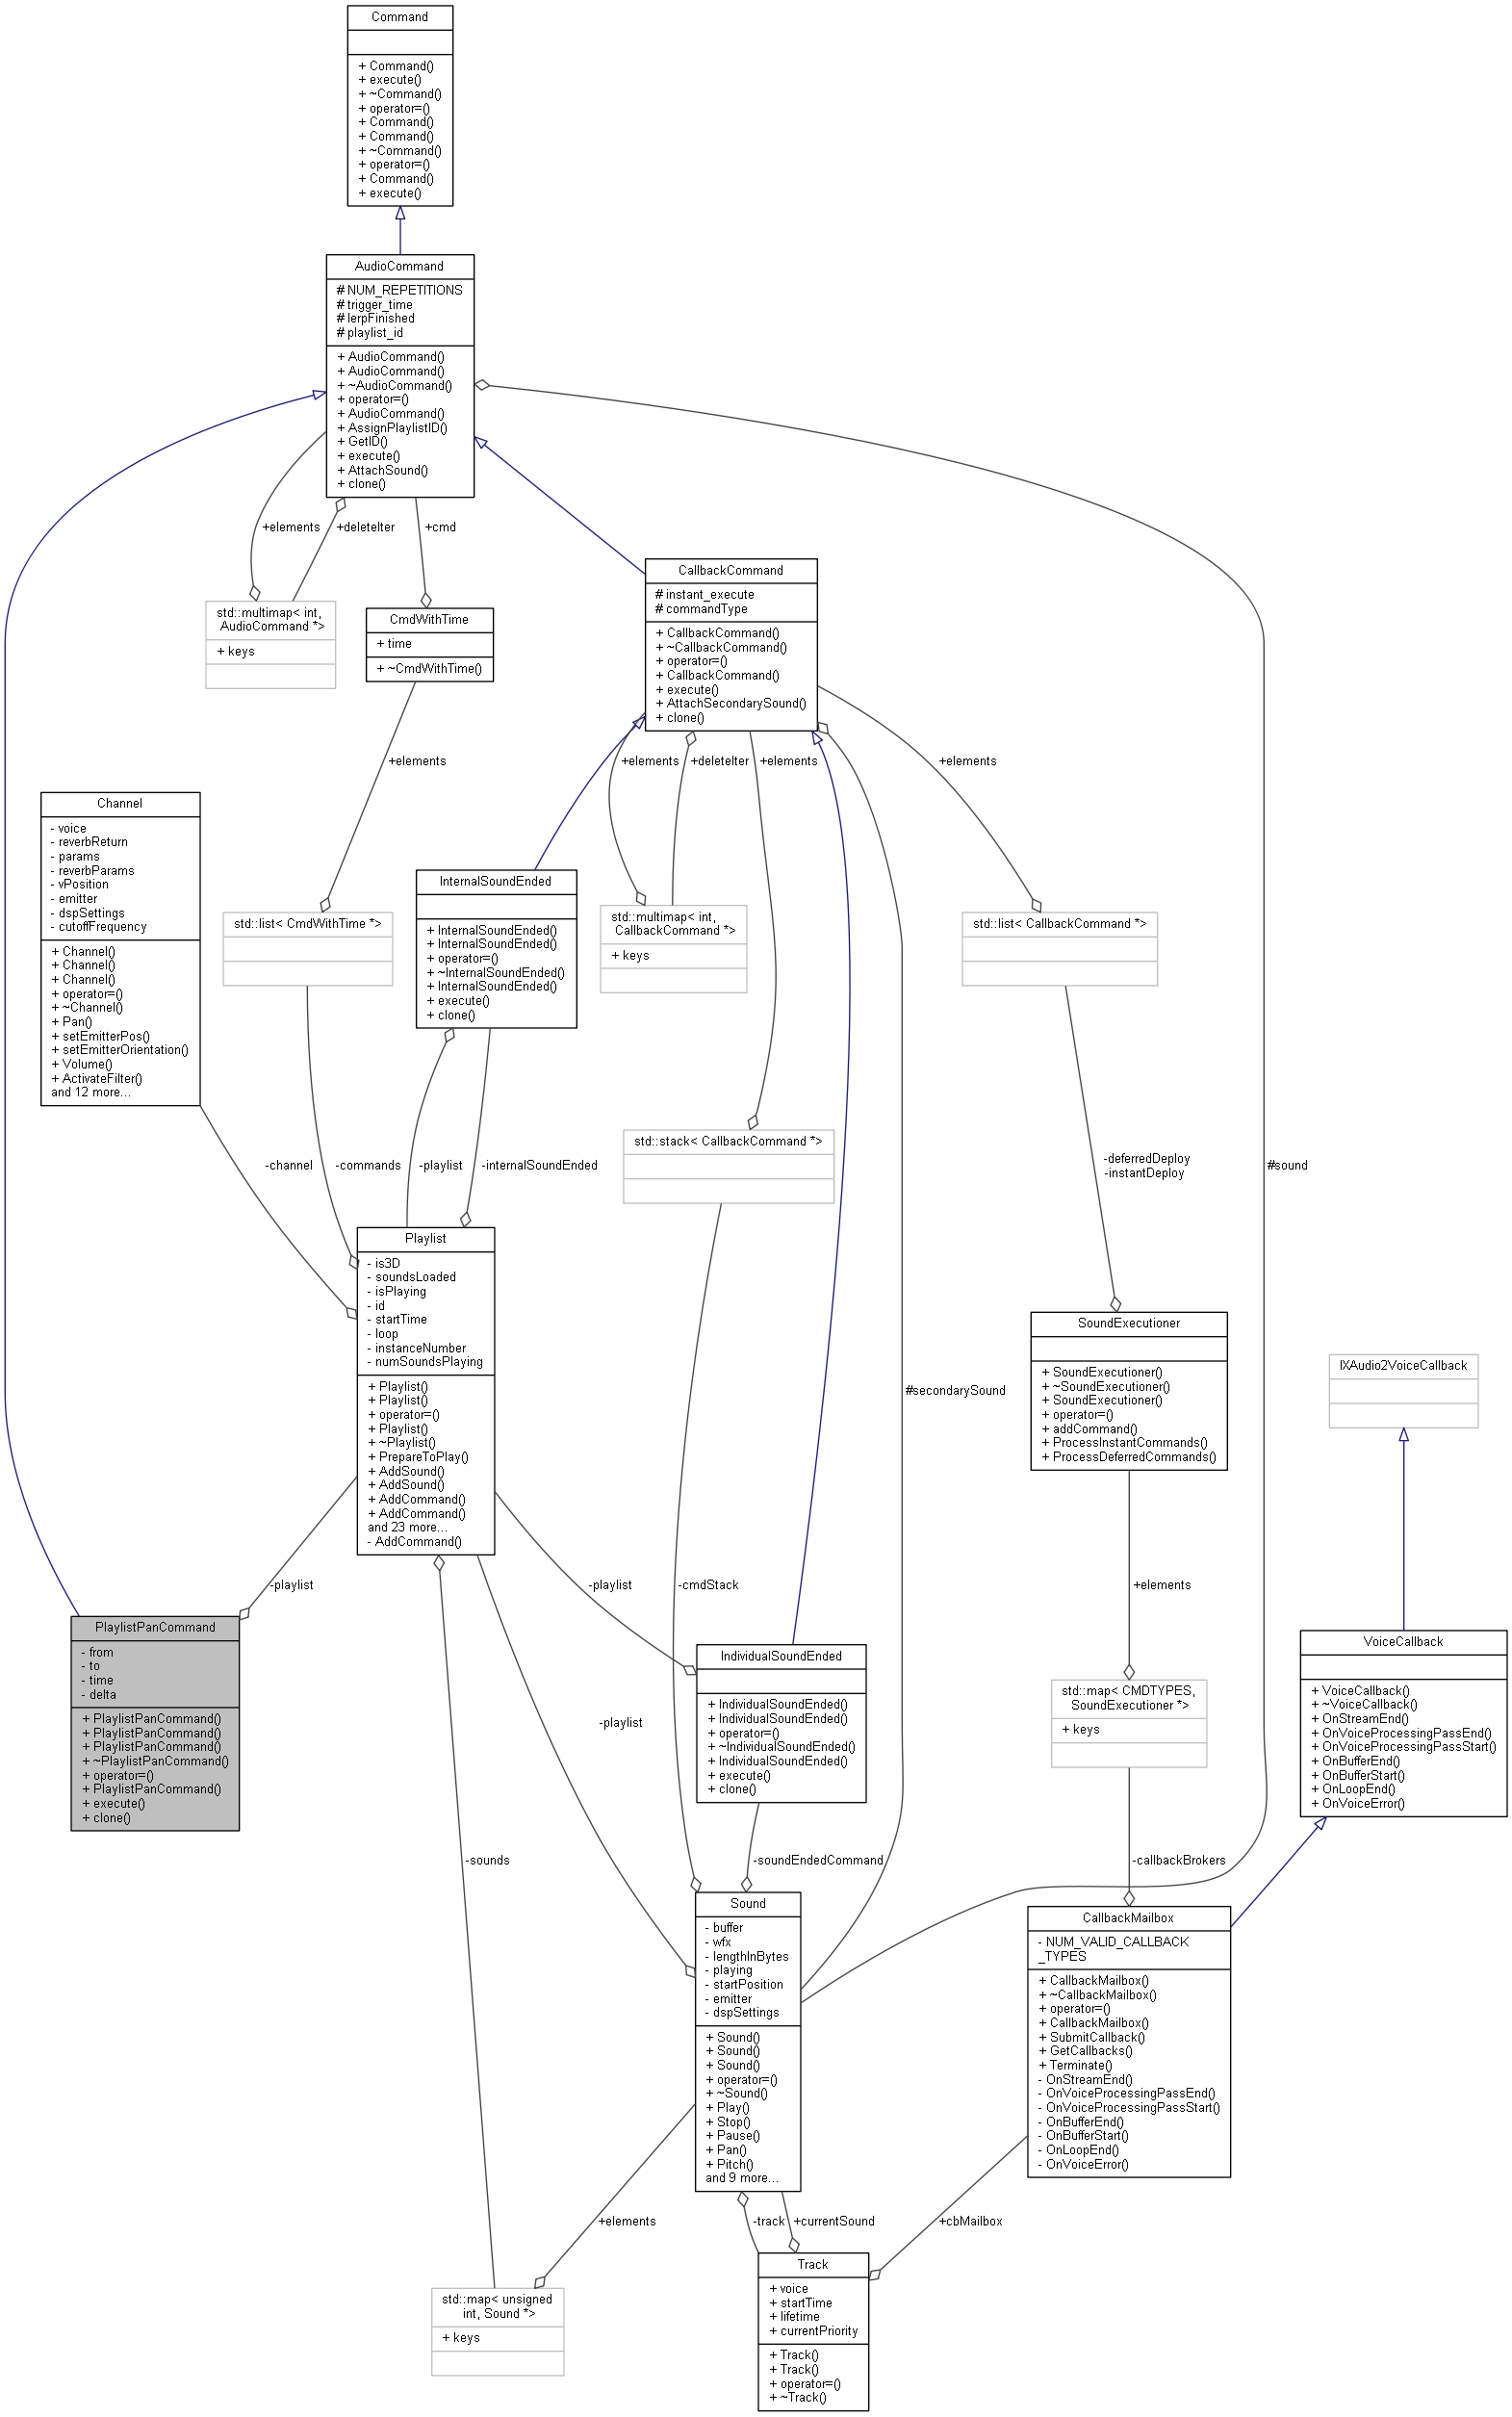 Command
+ Command()
+ execute()
+ ~Command()
+ operator=()
+ Command()
+ Command()
+ ~Command()
+ operator=()
+ Command()
+ execute()
AudioCommand
# NUM_REPETITIONS
# trigger_time
# lerpFinished
# playlist_id
+ AudioCommand()
+ AudioCommand()
+ ~AudioCommand()
+ operator=()
+ AudioCommand()
+ AssignPlaylistID()
+ GetID()
+ execute()
+ AttachSound()
+ clone()
+elements
+deleteIter
+cmd
std::multimap< int,
AudioCommand *>
+ keys
CmdWithTime
+ time
+ ~CmdWithTime()
CallbackCommand
# instant_execute
# commandType
+ CallbackCommand()
+ ~CallbackCommand()
+ operator=()
+ CallbackCommand()
+ execute()
+ AttachSecondarySound()
+ clone()
+elements
+elements
+deleteIter
+elements
+elements
Channel
- voice
- reverbReturn
- params
- reverbParams
- vPosition
- emitter
- dspSettings
- cutoffFrequency
+ Channel()
+ Channel()
+ Channel()
+ operator=()
+ ~Channel()
+ Pan()
+ setEmitterPos()
+ setEmitterOrientation()
+ Volume()
+ ActivateFilter()
and 12 more...
std::list< CmdWithTime *>
InternalSoundEnded
+ InternalSoundEnded()
+ InternalSoundEnded()
+ operator=()
+ ~InternalSoundEnded()
+ InternalSoundEnded()
+ execute()
+ clone()
std::multimap< int,
CallbackCommand *>
+ keys
std::list< CallbackCommand *>
std::stack< CallbackCommand *>
-channel
-commands
-playlist
-internalSoundEnded
-deferredDeploy
-instantDeploy
#sound
Playlist
- is3D
- soundsLoaded
- isPlaying
- id
- startTime
- loop
- instanceNumber
- numSoundsPlaying
+ Playlist()
+ Playlist()
+ operator=()
+ Playlist()
+ ~Playlist()
+ PrepareToPlay()
+ AddSound()
+ AddSound()
+ AddCommand()
+ AddCommand()
and 23 more...
- AddCommand()
#secondarySound
SoundExecutioner
+ SoundExecutioner()
+ ~SoundExecutioner()
+ SoundExecutioner()
+ operator=()
+ addCommand()
+ ProcessInstantCommands()
+ ProcessDeferredCommands()
IXAudio2VoiceCallback
-playlist
-playlist
-cmdStack
+elements
PlaylistPanCommand
- from
- to
- time
- delta
+ PlaylistPanCommand()
+ PlaylistPanCommand()
+ PlaylistPanCommand()
+ ~PlaylistPanCommand()
+ operator=()
+ PlaylistPanCommand()
+ execute()
+ clone()
-playlist
IndividualSoundEnded
+ IndividualSoundEnded()
+ IndividualSoundEnded()
+ operator=()
+ ~IndividualSoundEnded()
+ IndividualSoundEnded()
+ execute()
+ clone()
std::map< CMDTYPES,
SoundExecutioner *>
+ keys
VoiceCallback
+ VoiceCallback()
+ ~VoiceCallback()
+ OnStreamEnd()
+ OnVoiceProcessingPassEnd()
+ OnVoiceProcessingPassStart()
+ OnBufferEnd()
+ OnBufferStart()
+ OnLoopEnd()
+ OnVoiceError()
-sounds
-soundEndedCommand
-callbackBrokers
Sound
- buffer
- wfx
- lengthInBytes
- playing
- startPosition
- emitter
- dspSettings
+ Sound()
+ Sound()
+ Sound()
+ operator=()
+ ~Sound()
+ Play()
+ Stop()
+ Pause()
+ Pan()
+ Pitch()
and 9 more...
CallbackMailbox
- NUM_VALID_CALLBACK
_TYPES
+ CallbackMailbox()
+ ~CallbackMailbox()
+ operator=()
+ CallbackMailbox()
+ SubmitCallback()
+ GetCallbacks()
+ Terminate()
- OnStreamEnd()
- OnVoiceProcessingPassEnd()
- OnVoiceProcessingPassStart()
- OnBufferEnd()
- OnBufferStart()
- OnLoopEnd()
- OnVoiceError()
+elements
-track
+currentSound
+cbMailbox
std::map< unsigned
int, Sound *>
+ keys
Track
+ voice
+ startTime
+ lifetime
+ currentPriority
+ Track()
+ Track()
+ operator=()
+ ~Track()